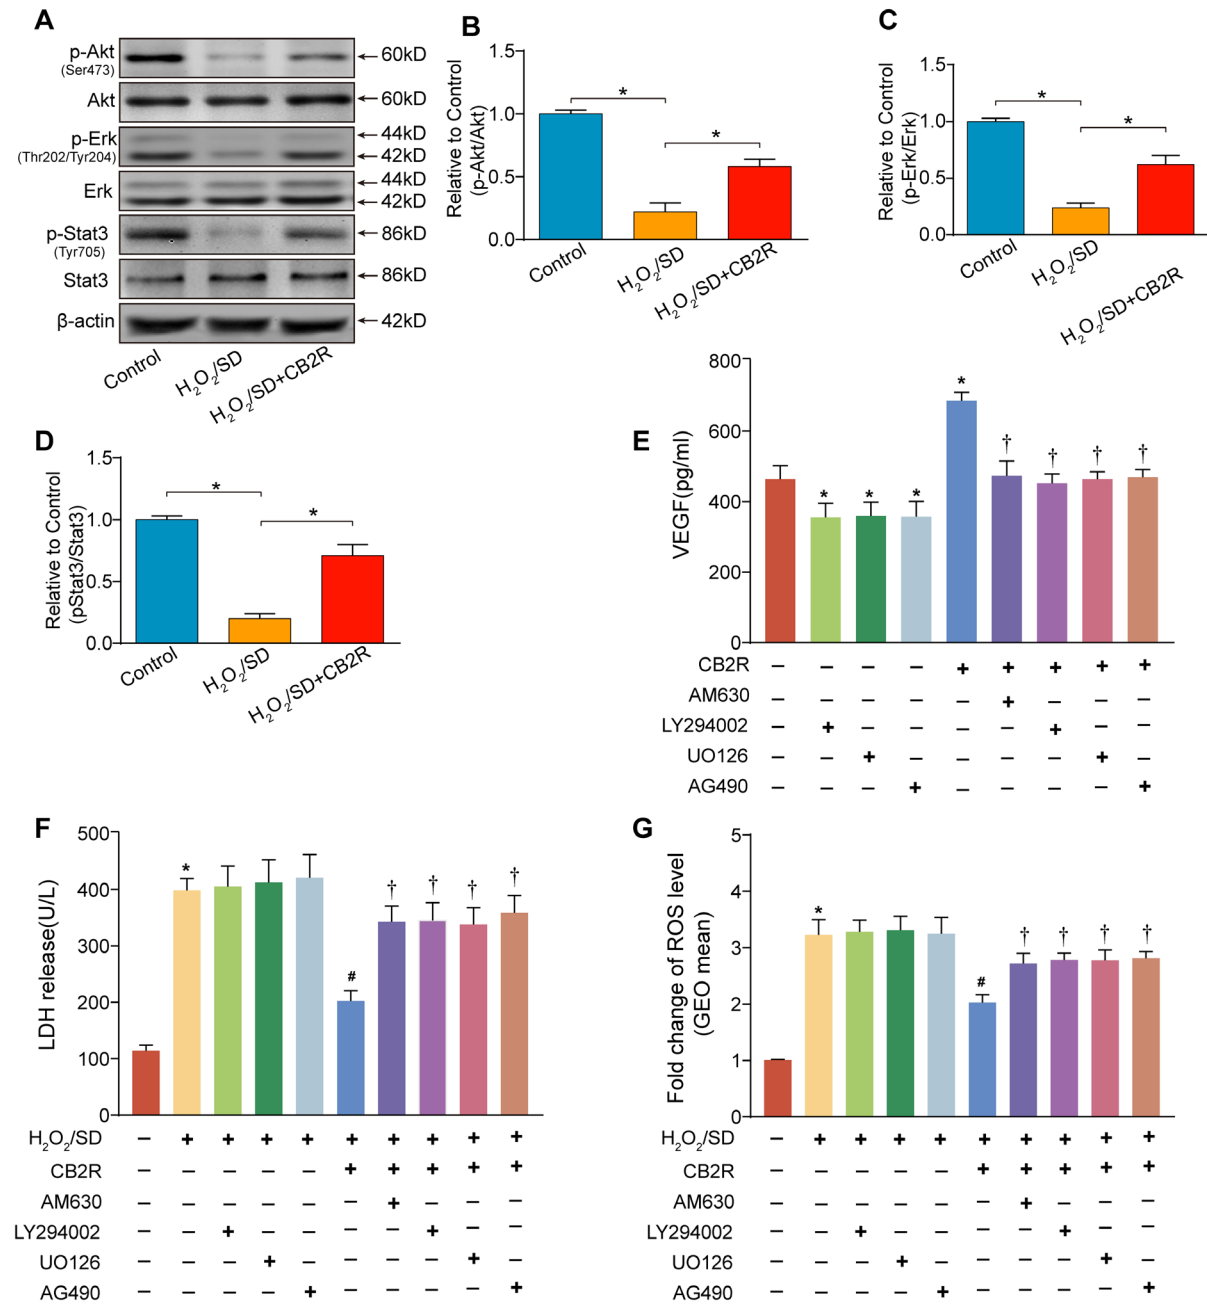 A
p-Akt
(Ser473)
60kD
Akt
60kD
p-Erk
(Thr202/Tyr204)
44kD
42kD
Erk
44kD
42kD
p-Stat3
(Tyr705)
86kD
Stat3
86kD
β-actin
42kD
Control
H₂O₂/SD
H₂O₂/SD+CB2R
B
Relative to Control
(p-Akt/Akt)
1.5
1.0
0.5
0.0
*
*
Control
H₂O₂/SD
H₂O₂/SD+CB2R
C
Relative to Control
(p-Erk/Erk)
1.5
1.0
0.5
0.0
*
*
Control
H₂O₂/SD
H₂O₂/SD+CB2R
D
Relative to Control
(pStat3/Stat3)
1.5
1.0
0.5
0.0
*
*
Control
H₂O₂/SD
H₂O₂/SD+CB2R
E
VEGF(pg/ml)
800
600
400
200
0
* * * * † † † †
CB2R – – – – + + + + +
AM630 – – – – – + – – –
LY294002 – + – – – – + – –
UO126 – – + – – – – + –
AG490 – – – + – – – – +
F
LDH release(U/L)
500
400
300
200
100
0
* # † † † †
H₂O₂/SD – + + + + + + + + +
CB2R – – – – – + + + + +
AM630 – – – – – – + – – –
LY294002 – – + – – – – + – –
UO126 – – – + – – – – + –
AG490 – – – – + – – – – +
G
Fold change of ROS level
(GEO mean)
5
4
3
2
1
0
* # † † † †
H₂O₂/SD – + + + + + + + + +
CB2R – – – – – + + + + +
AM630 – – – – – – + – – –
LY294002 – – + – – – – + – –
UO126 – – – + – – – – + –
AG490 – – – – + – – – – +